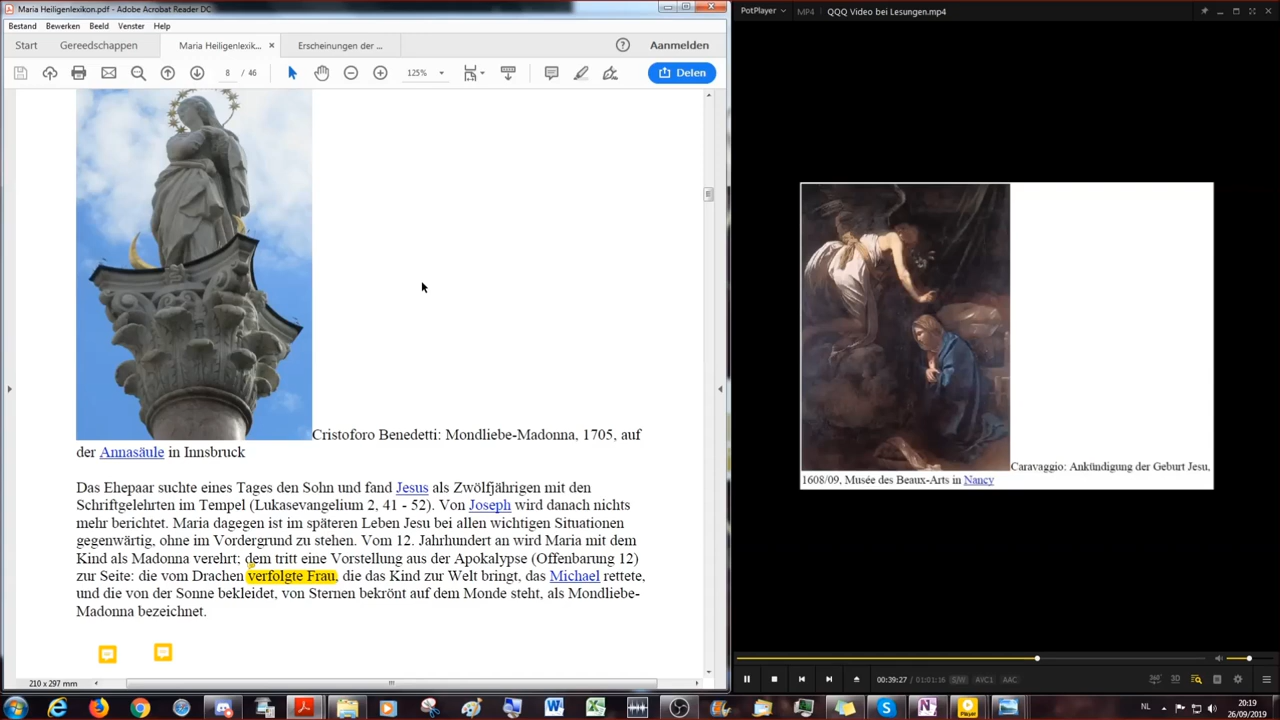 Maria Heiligenlexikon.pdf - Adobe Acrobat Reader DC
Bestand Bewerken Beeld Venster Help
Start Gereedschappen Maria Heiligenlexik... × Erscheinungen der ... Aanmelden
8 / 46 125% Delen
Cristoforo Benedetti: Mondliebe-Madonna, 1705, auf
der Annasäule in Innsbruck
Das Ehepaar suchte eines Tages den Sohn und fand Jesus als Zwölfjährigen mit den
Schriftgelehrten im Tempel (Lukasevangelium 2, 41 - 52). Von Joseph wird danach nichts
mehr berichtet. Maria dagegen ist im späteren Leben Jesu bei allen wichtigen Situationen
gegenwärtig, ohne im Vordergrund zu stehen. Vom 12. Jahrhundert an wird Maria mit dem
Kind als Madonna verehrt; dem tritt eine Vorstellung aus der Apokalypse (Offenbarung 12)
zur Seite: die vom Drachen verfolgte Frau, die das Kind zur Welt bringt, das Michael rettete,
und die von der Sonne bekleidet, von Sternen bekrönt auf dem Monde steht, als Mondliebe-
Madonna bezeichnet.
210 x 297 mm
PotPlayer MP4 QQQ Video bei Lesungen.mp4
Caravaggio: Ankündigung der Geburt Jesu,
1608/09, Musée des Beaux-Arts in Nancy
00:39:27 / 01:01:16 S/W AVC1 AAC
360° 3D
NL 20:19
26/09/2019